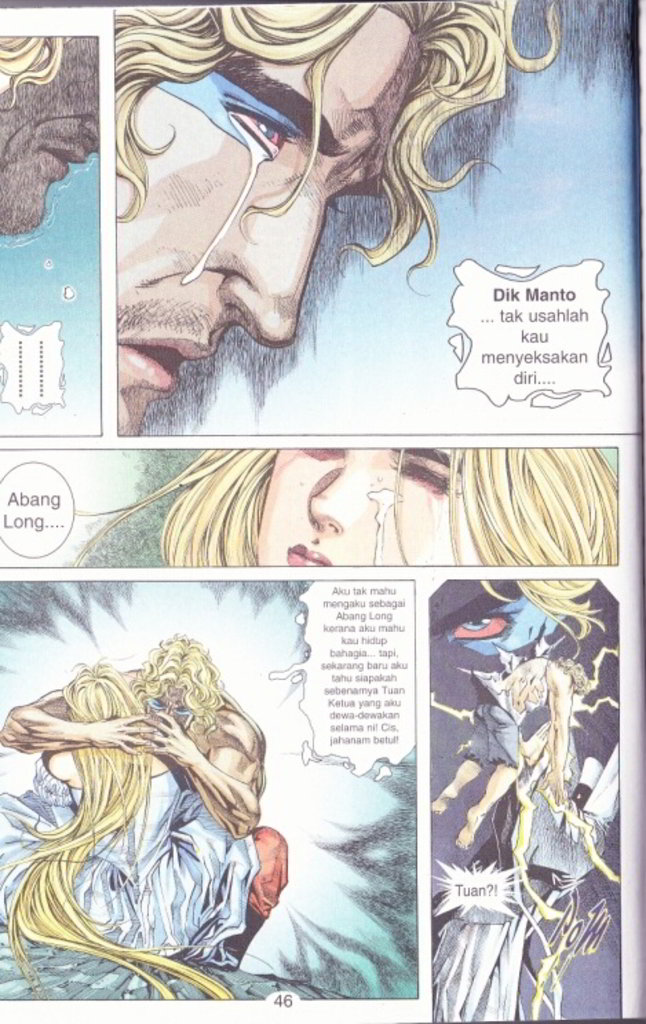 Dik Manto
... tak usahlah
kau
menyeksakan
diri....
Abang
Long....
Aku tak mahu
mengaku sebagai
Abang Long
kerana aku mahu
kau hidup
bahagia... tapi,
sekarang baru aku
tahu siapakah
sebenarnya Tuan
Ketua yang aku
dewa-dewakan
selama ni! Cis,
jahanam betul!
Tuan?!
46